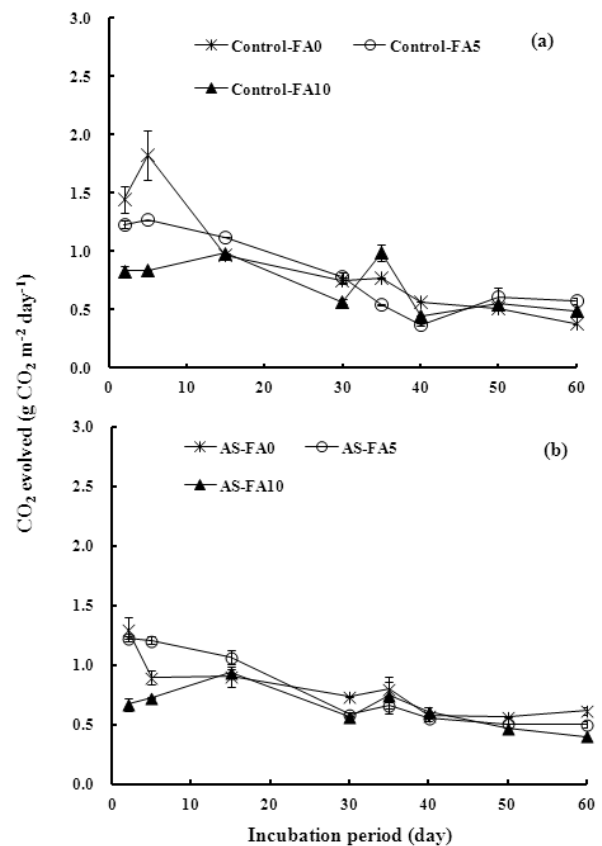 CO₂ evolved (g CO₂ m⁻² day⁻¹)
3.0
2.5
2.0
1.5
1.0
0.5
0.0
Control-FA0 Control-FA5 (a)
Control-FA10
0 10 20 30 40 50 60
3.0
2.5
2.0
1.5
1.0
0.5
0.0
AS-FA0 AS-FA5 (b)
AS-FA10
0 10 20 30 40 50 60
Incubation period (day)